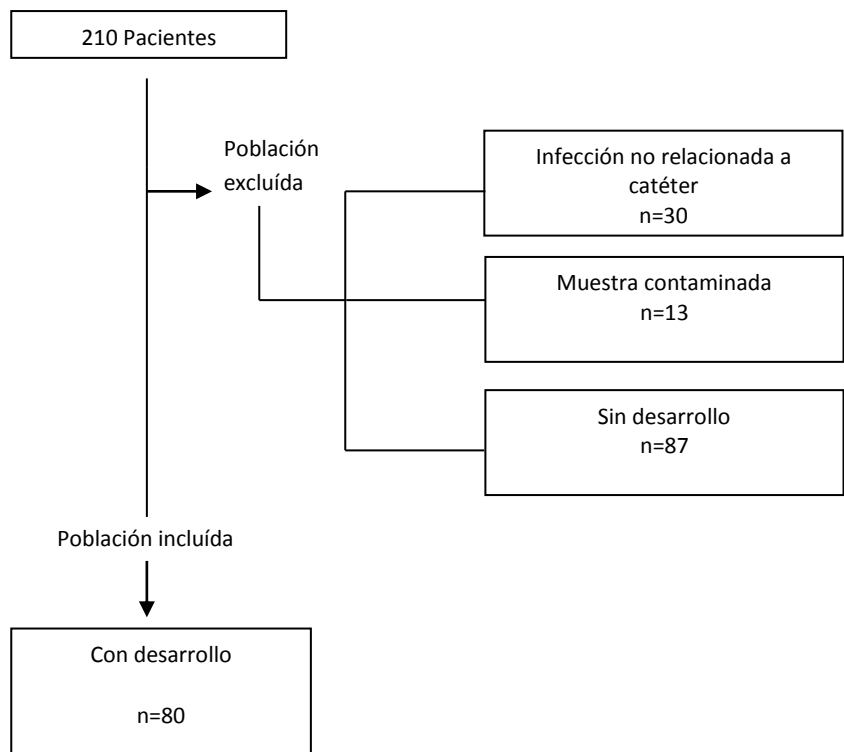 210 Pacientes
Población
excluída
Infección no relacionada a
catéter
n=30
Muestra contaminada
n=13
Sin desarrollo
n=87
Población incluída
Con desarrollo
n=80